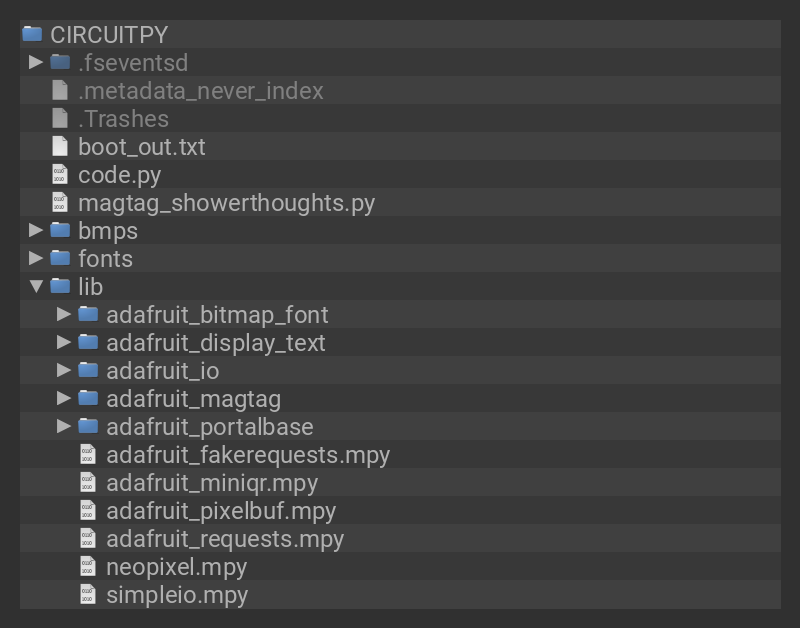 CIRCUITPY
.fseventsd
.metadata_never_index
.Trashes
boot_out.txt
code.py
magtag_showerthoughts.py
bmps
fonts
lib
adafruit_bitmap_font
adafruit_display_text
adafruit_io
adafruit_magtag
adafruit_portalbase
adafruit_fakerequests.mpy
adafruit_miniqr.mpy
adafruit_pixelbuf.mpy
adafruit_requests.mpy
neopixel.mpy
simpleio.mpy